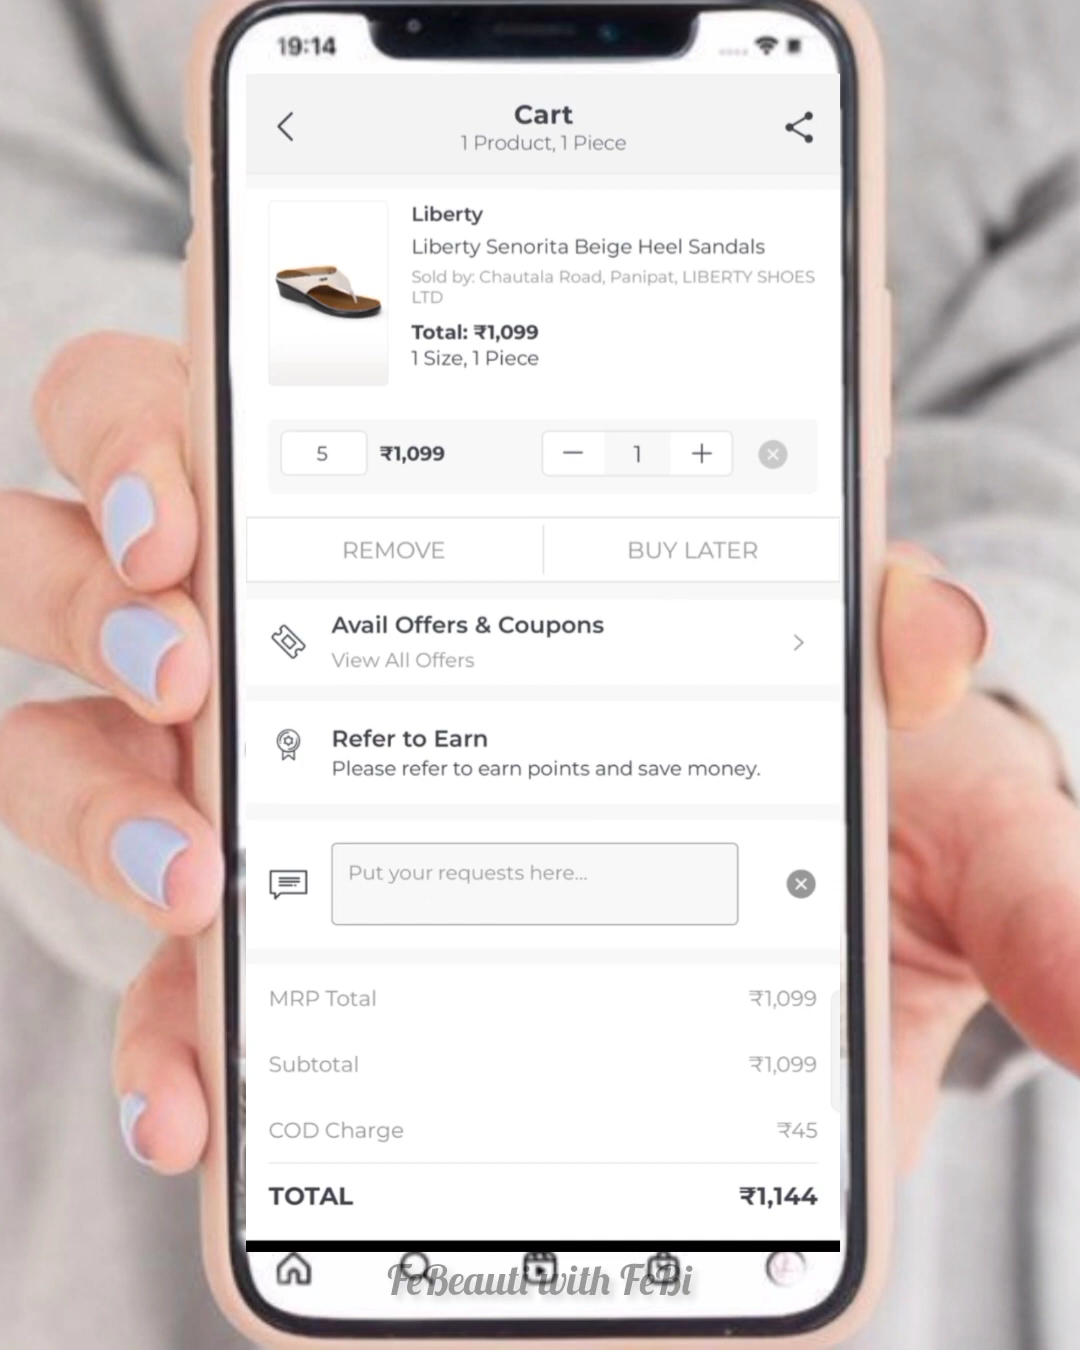 19:14
Cart
1 Product, 1 Piece
Liberty
Liberty Senorita Beige Heel Sandals
Sold by: Chautala Road, Panipat, LIBERTY SHOES
LTD
Total: ₹1,099
1 Size, 1 Piece
5 ₹1,099 1
REMOVE BUY LATER
Avail Offers & Coupons
View All Offers
Refer to Earn
Please refer to earn points and save money.
Put your requests here...
MRP Total ₹1,099
Subtotal ₹1,099
COD Charge ₹45
TOTAL ₹1,144
FeBeauti with FeBi